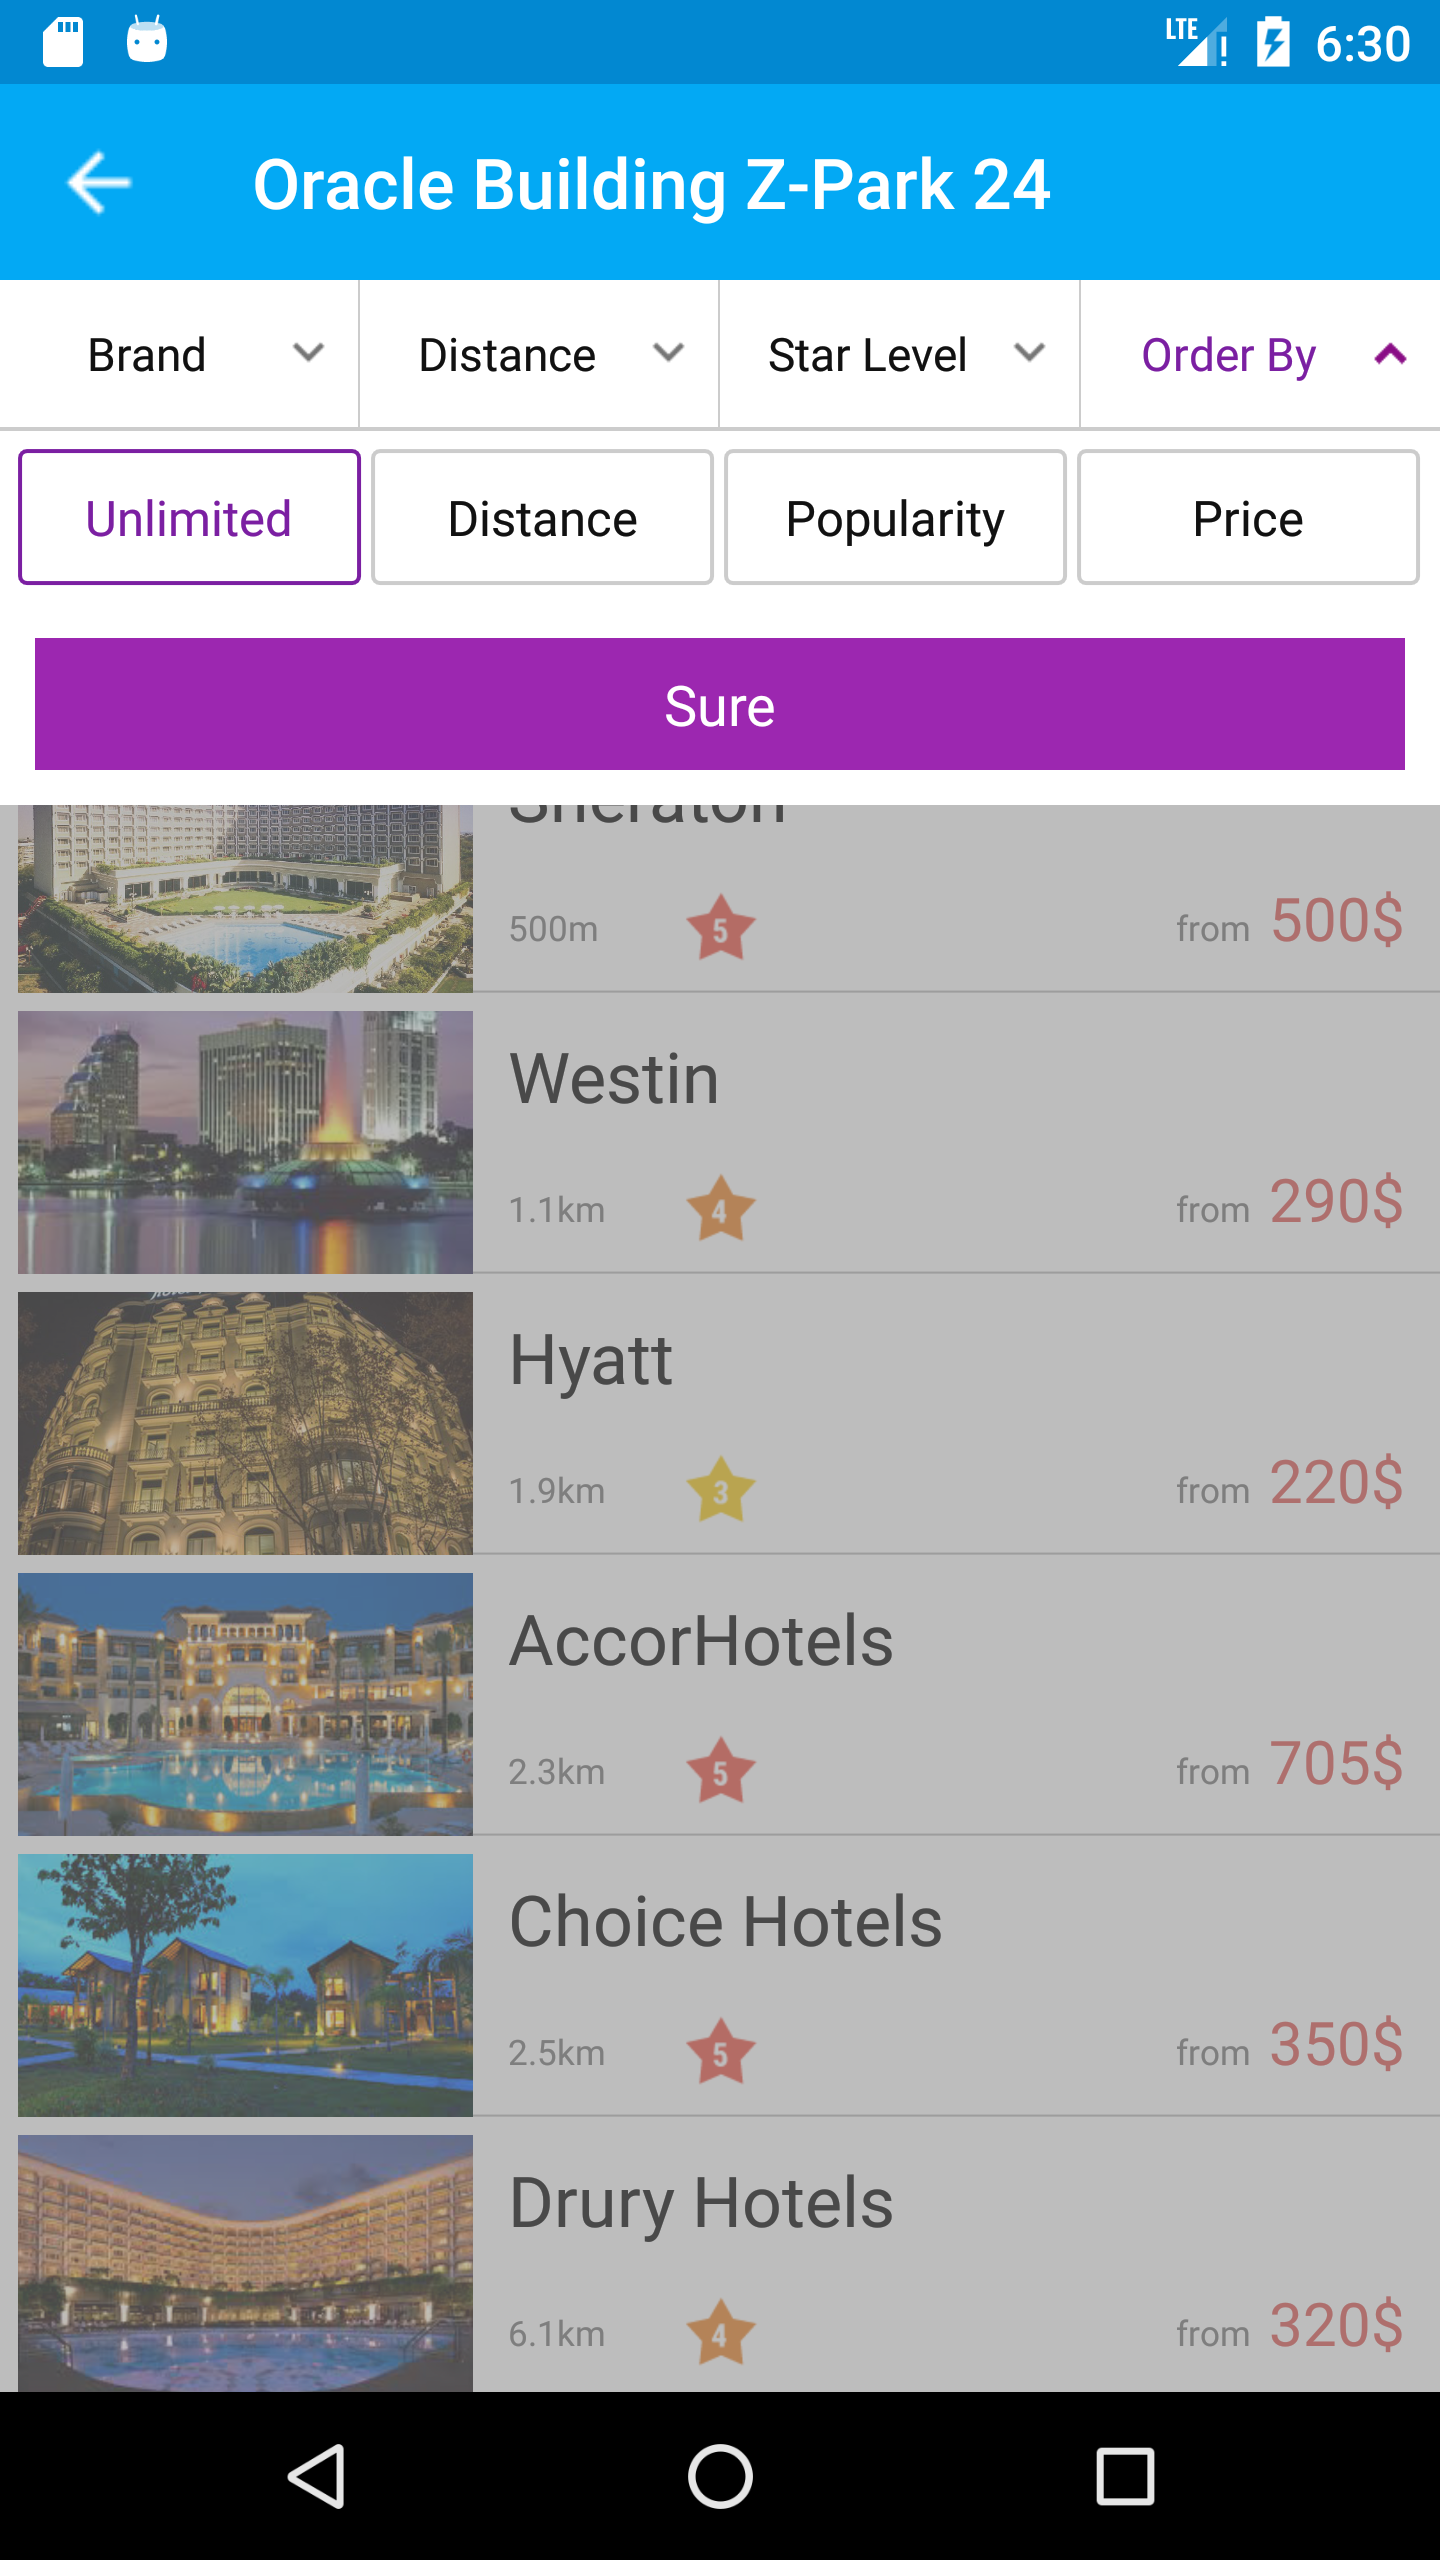 LTE 6:30
Oracle Building Z-Park 24
Brand Distance Star Level Order By
Unlimited Distance Popularity Price
Sure
Sheraton
500m 5 from 500$
Westin
1.1km 4 from 290$
Hyatt
1.9km 3 from 220$
AccorHotels
2.3km 5 from 705$
Choice Hotels
2.5km 5 from 350$
Drury Hotels
6.1km 4 from 320$